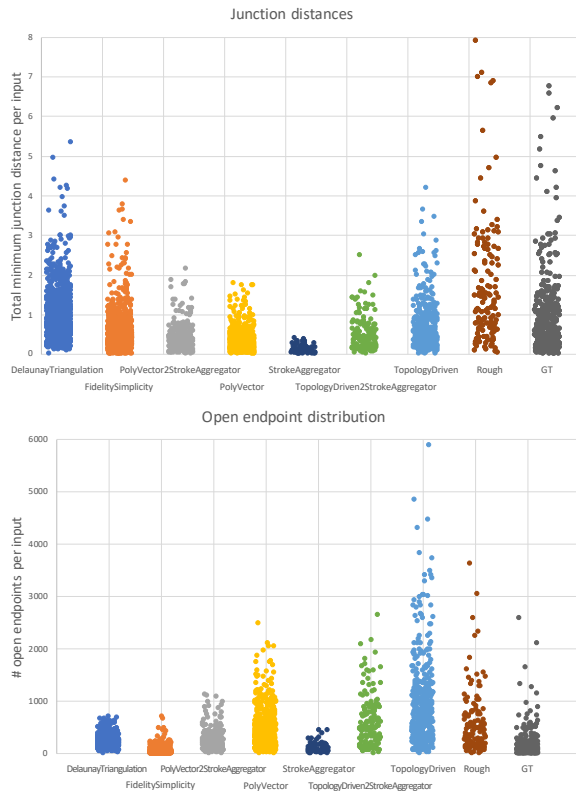 Junction distances
8
7
6
5
4
3
2
1
0
Total minimum junction distance per input
DelaunayTriangulation PolyVector2StrokeAggregator StrokeAggregator TopologyDriven Rough GT
FidelitySimplicity PolyVector TopologyDriven2StrokeAggregator
Open endpoint distribution
6000
5000
4000
3000
2000
1000
0
# open endpoints per input
DelaunayTriangulation PolyVector2StrokeAggregator StrokeAggregator TopologyDriven Rough GT
FidelitySimplicity PolyVector TopologyDriven2StrokeAggregator